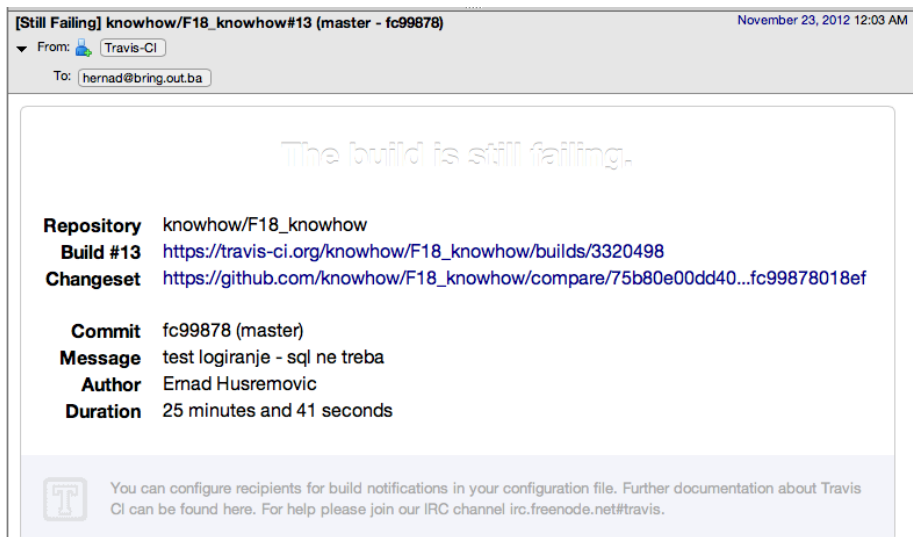 [Still Failing] knowhow/F18_knowhow#13 (master - fc99878)
November 23, 2012 12:03 AM
From: Travis-CI
To: hernad@bring.out.ba
The build is still failing.
Repository knowhow/F18_knowhow
Build #13 https://travis-ci.org/knowhow/F18_knowhow/builds/3320498
Changeset https://github.com/knowhow/F18_knowhow/compare/75b80e00dd40...fc99878018ef
Commit fc99878 (master)
Message test logiranje - sql ne treba
Author Ernad Husremovic
Duration 25 minutes and 41 seconds
T
You can configure recipients for build notifications in your configuration file. Further documentation about Travis
CI can be found here. For help please join our IRC channel irc.freenode.net#travis.